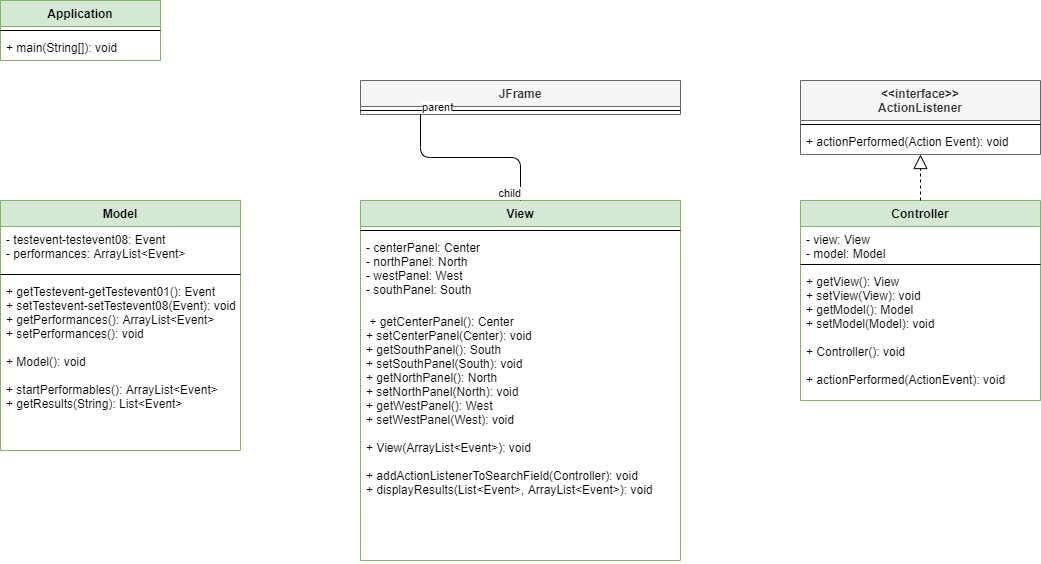 Application
+ main(String[]): void
JFrame
parent
child
<<interface>>
ActionListener
+ actionPerformed(Action Event): void
Model
- testevent-testevent08: Event
- performances: ArrayList<Event>
+ getTestevent-getTestevent01(): Event
+ setTestevent-setTestevent08(Event): void
+ getPerformances(): ArrayList<Event>
+ setPerformances(): void
+ Model(): void
+ startPerformables(): ArrayList<Event>
+ getResults(String): List<Event>
View
- centerPanel: Center
- northPanel: North
- westPanel: West
- southPanel: South
+ getCenterPanel(): Center
+ setCenterPanel(Center): void
+ getSouthPanel(): South
+ setSouthPanel(South): void
+ getNorthPanel(): North
+ setNorthPanel(North): void
+ getWestPanel(): West
+ setWestPanel(West): void
+ View(ArrayList<Event>): void
+ addActionListenerToSearchField(Controller): void
+ displayResults(List<Event>, ArrayList<Event>): void
Controller
- view: View
- model: Model
+ getView(): View
+ setView(View): void
+ getModel(): Model
+ setModel(Model): void
+ Controller(): void
+ actionPerformed(ActionEvent): void